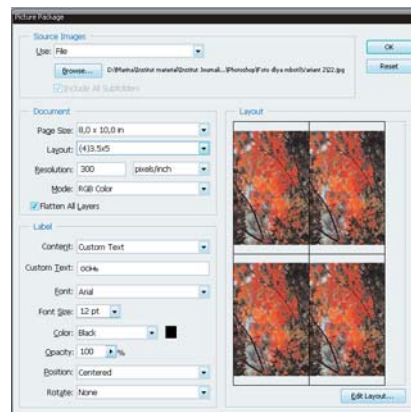 Picture Package
Source Images
Use: File
OK
Browse...
Reset
Include All Subfolders
Document
Page Size: 8,0 x 10,0 in
Layout: (4)3.5x5
Resolution: 300 pixels/inch
Mode: RGB Color
Flatten All Layers
Label
Content: Custom Text
Custom Text: осінь
Font: Arial
Font Size: 12 pt
Color: Black
Opacity: 100 %
Position: Centered
Rotate: None
Layout
Edit Layout...